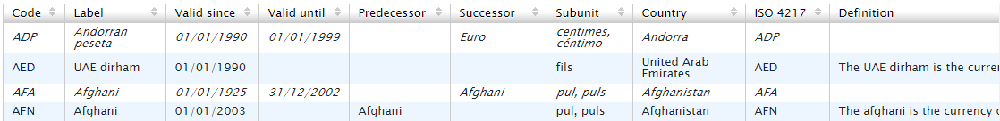 Code Label Valid since Valid until Predecessor Successor Subunit Country ISO 4217 Definition
ADP Andorran peseta 01/01/1990 01/01/1999 Euro centimes, céntimo Andorra ADP
AED UAE dirham 01/01/1990 fils United Arab Emirates AED The UAE dirham is the
AFA Afghani 01/01/1925 31/12/2002 Afghani pul, puls Afghanistan AFA
AFN Afghani 01/01/2003 Afghani pul, puls Afghanistan AFN The afghani is the currency